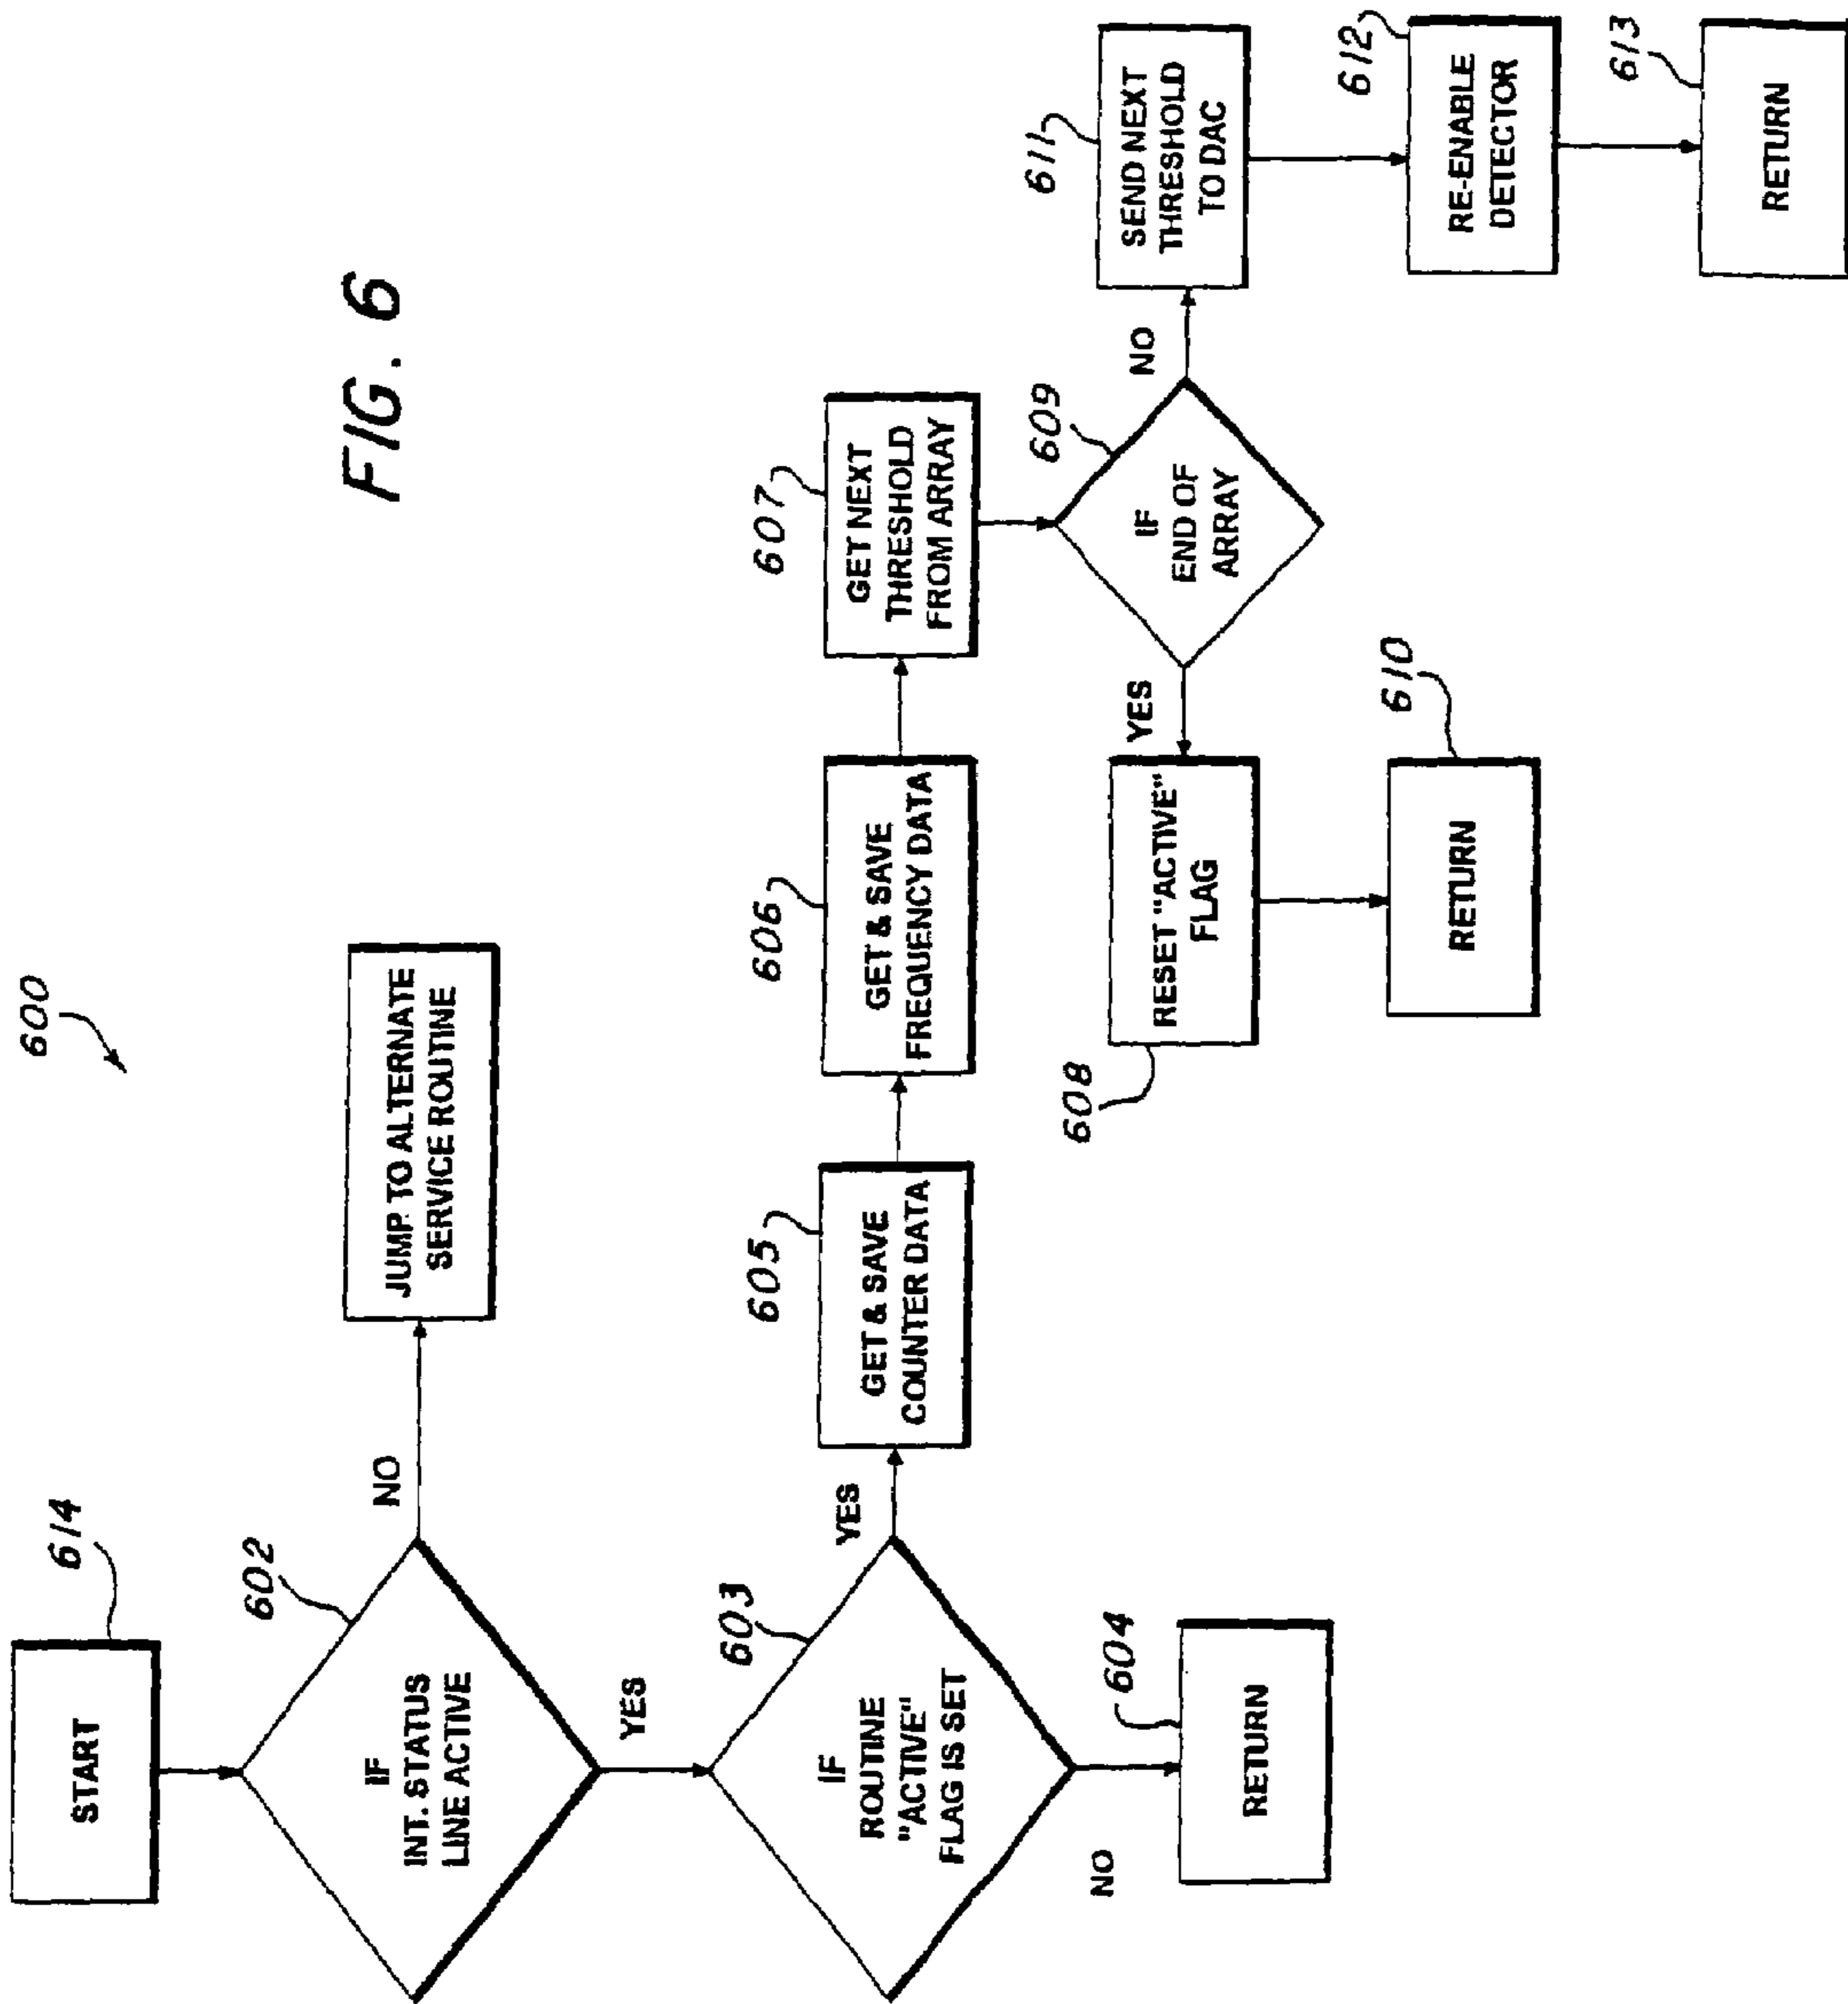 FIG. 6
600
614
START
602
IF
INT. STATUS
LINE ACTIVE
NO
JUMP TO ALTERNATE
SERVICE ROUTINE
YES
603
IF
ROUTINE
"ACTIVE"
FLAG IS SET
NO
604
RETURN
YES
605
GET & SAVE
COUNTER DATA
606
GET & SAVE
FREQUENCY DATA
607
GET NEXT
THRESHOLD
FROM ARRAY
609
IF
END OF
ARRAY
YES
608
RESET "ACTIVE"
FLAG
610
RETURN
NO
611
SEND NEXT
THRESHOLD
TO DAC
612
RE-ENABLE
DETECTOR
613
RETURN